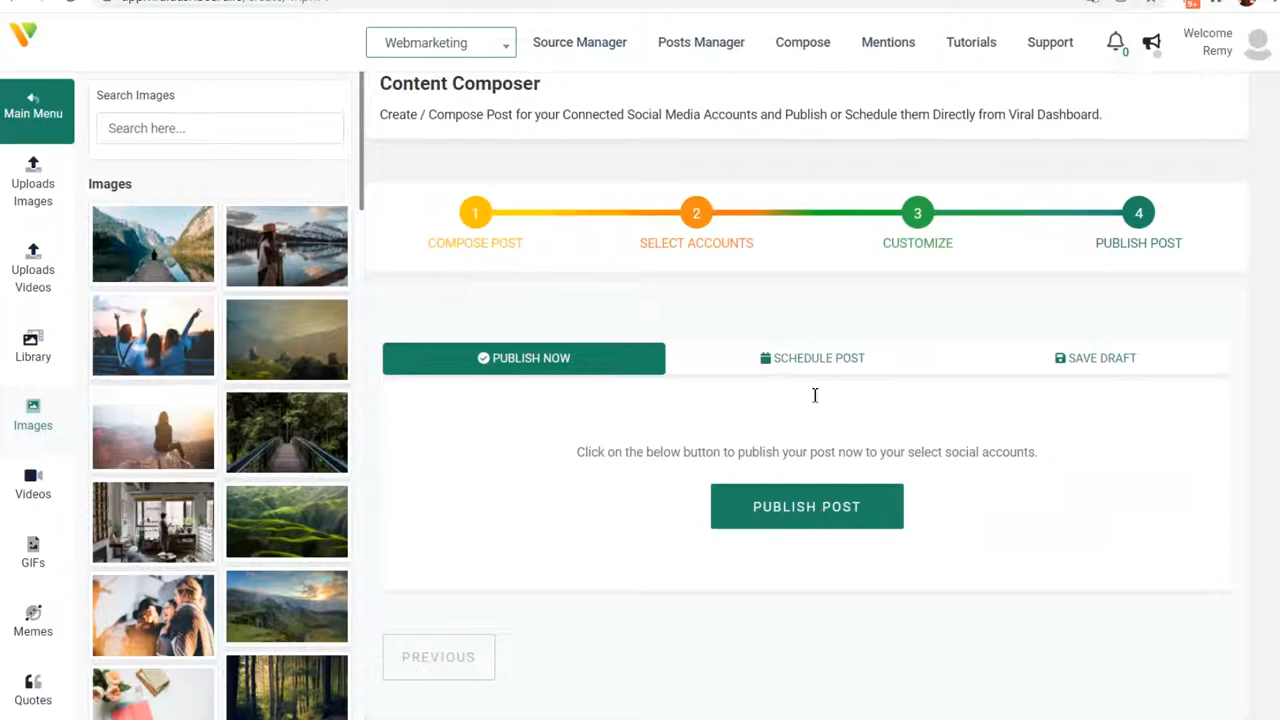 Webmarketing
Source Manager
Posts Manager
Compose
Mentions
Tutorials
Support
0
9+
Welcome
Remy
Main Menu
Uploads
Images
Uploads
Videos
Library
Images
Videos
GIFs
Memes
Quotes
Search Images
Search here...
Images
Content Composer
Create / Compose Post for your Connected Social Media Accounts and Publish or Schedule them Directly from Viral Dashboard.
1
2
3
4
COMPOSE POST
SELECT ACCOUNTS
CUSTOMIZE
PUBLISH POST
PUBLISH NOW
SCHEDULE POST
SAVE DRAFT
Click on the below button to publish your post now to your select social accounts.
PUBLISH POST
PREVIOUS